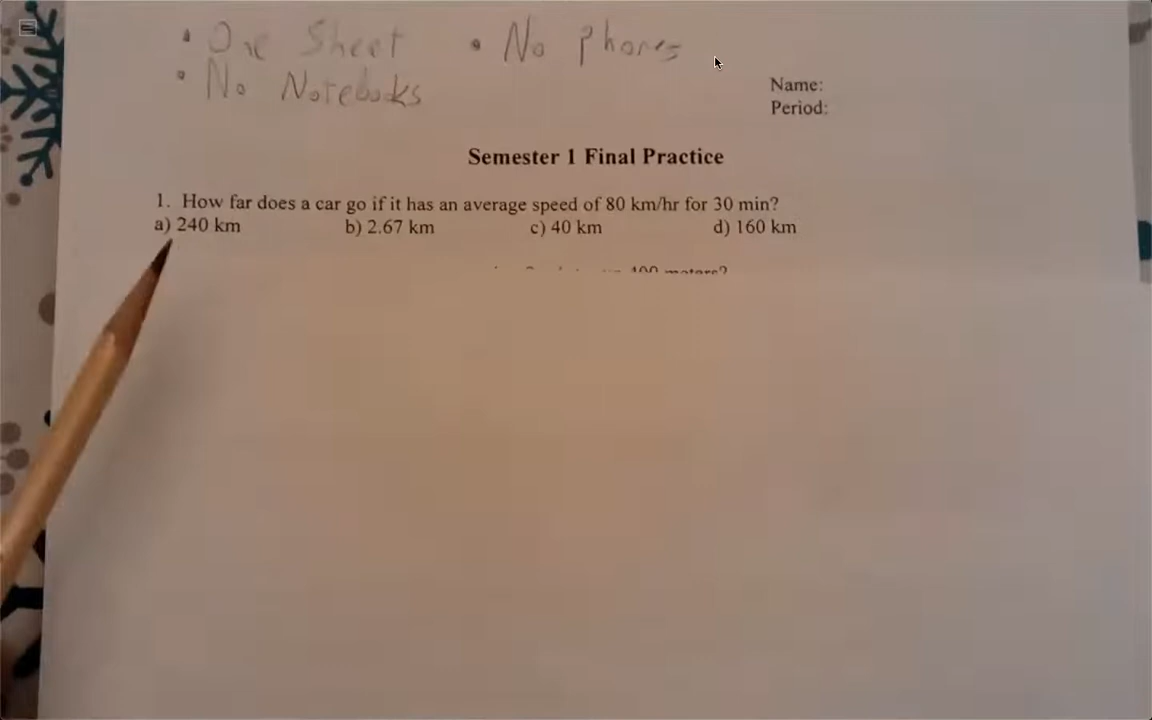 • One Sheet • No Phones
• No Notebooks
Name:
Period:
Semester 1 Final Practice
1. How far does a car go if it has an average speed of 80 km/hr for 30 min?
a) 240 km b) 2.67 km c) 40 km d) 160 km
400 meters?